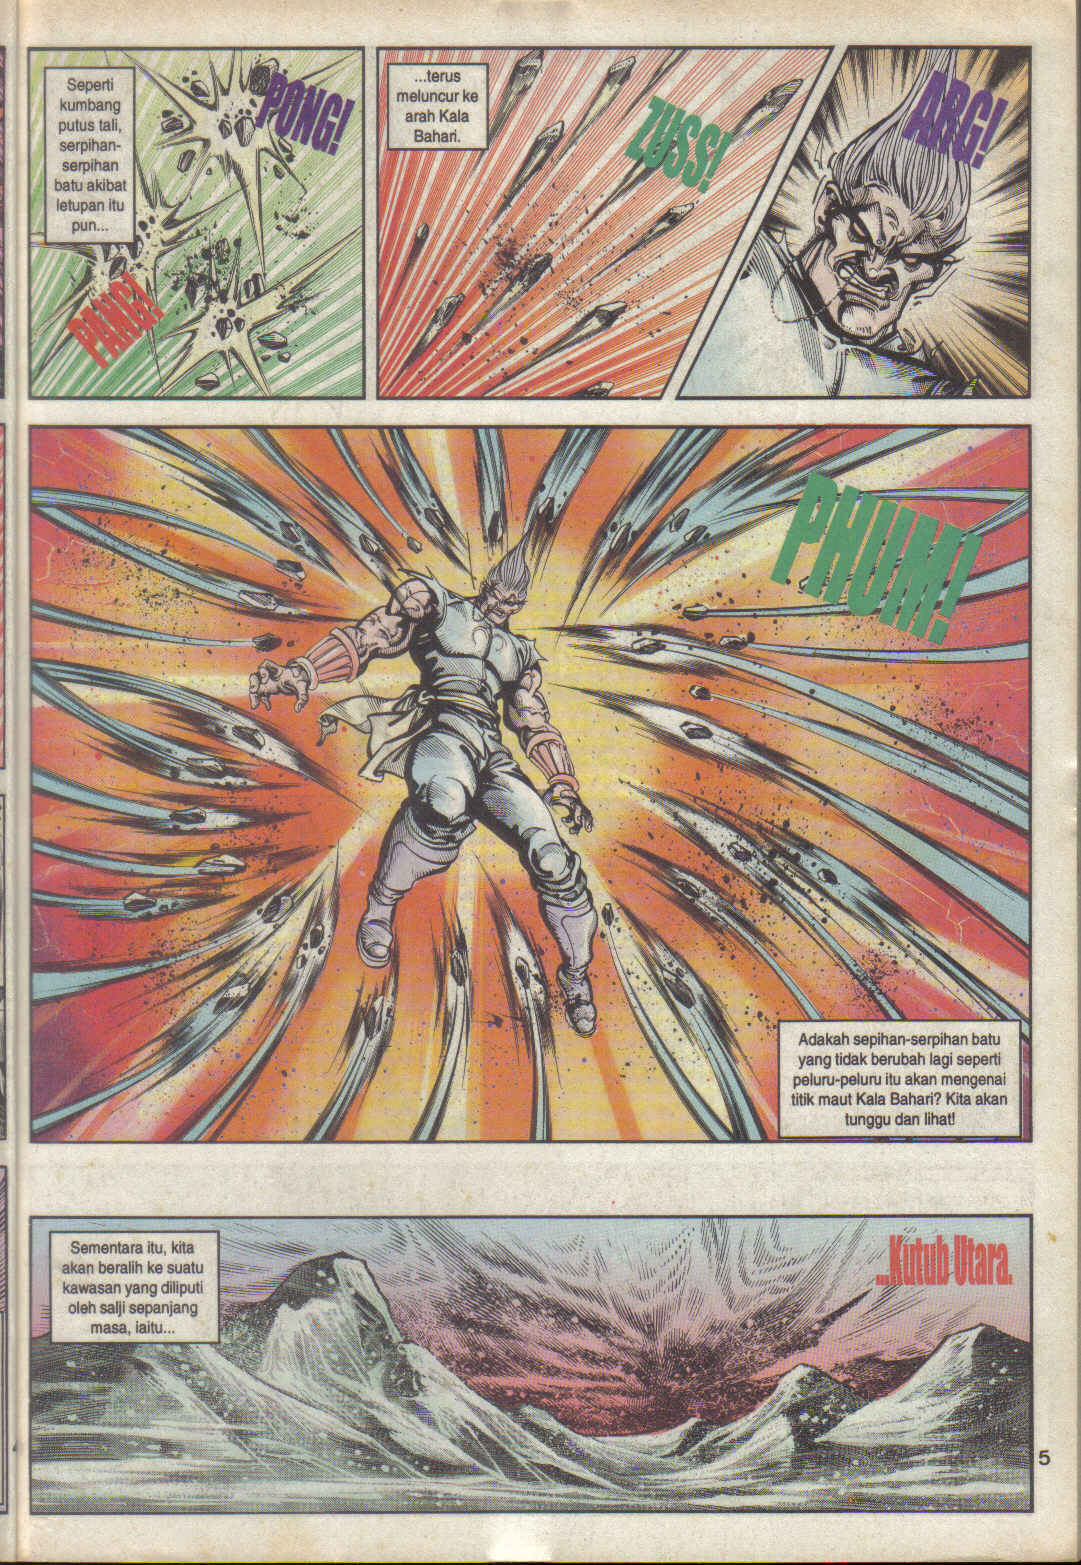 Seperti
kumbang
putus tali,
serpihan-
serpihan
batu akibat
letupan itu
pun...
PONG!
PANG!
...terus
meluncur ke
arah Kala
Bahari.
ZUSS!
ARG!
PHUM!
Adakah sepihan-serpihan batu
yang tidak berubah lagi seperti
peluru-peluru itu akan mengenai
titik maut Kala Bahari? Kita akan
tunggu dan lihat!
Sementara itu, kita
akan beralih ke suatu
kawasan yang diliputi
oleh salji sepanjang
masa, iaitu...
...Kutub Utara.
5